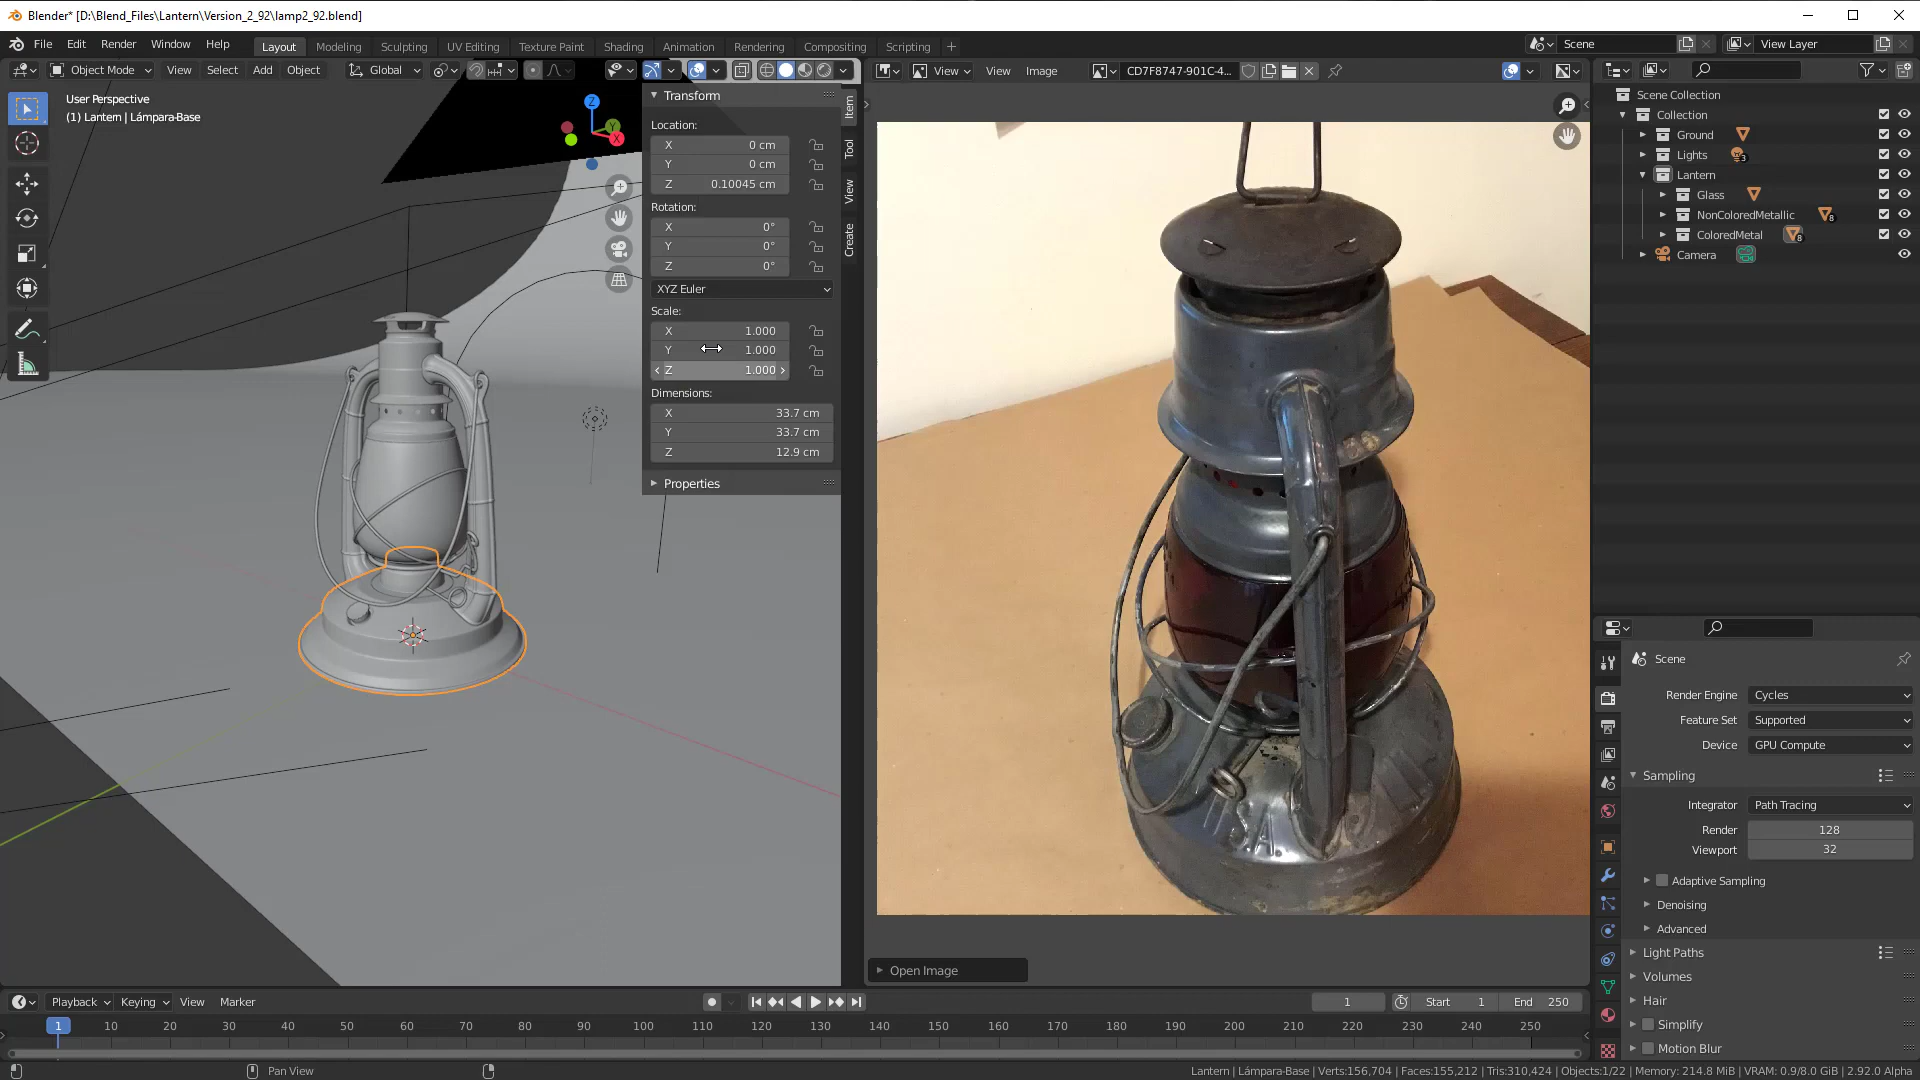 Blender* [D:\Blend_Files\Lantern\Version_2_92\lamp2_92.blend]
File Edit Render Window Help Layout Modeling Sculpting UV Editing Texture Paint Shading Animation Rendering Compositing Scripting Scene View Layer
Object Mode View Select Add Object Global View View Image CD7F8747-901C-4...
User Perspective
(1) Lantern | Lámpara-Base
Transform
Location:
X 0 cm
Y 0 cm
Z 0.10045 cm
Rotation:
X 0°
Y 0°
Z 0°
XYZ Euler
Scale:
X 1.000
Y 1.000
Z 1.000
Dimensions:
X 33.7 cm
Y 33.7 cm
Z 12.9 cm
Properties
Item
Tool
View
Create
Z
Y
X
Open Image
Scene Collection
Collection
Ground
Lights 3
Lantern
Glass
NonColoredMetallic 8
ColoredMetal 8
Camera
Scene
Render Engine Cycles
Feature Set Supported
Device GPU Compute
Sampling
Integrator Path Tracing
Render 128
Viewport 32
Adaptive Sampling
Denoising
Advanced
Light Paths
Volumes
Hair
Simplify
Motion Blur
Playback Keying View Marker 1 Start 1 End 250
1 10 20 30 40 50 60 70 80 90 100 110 120 130 140 150 160 170 180 190 200 210 220 230 240 250
Pan View
Lantern | Lámpara-Base | Verts:156,704 | Faces:155,212 | Tris:310,424 | Objects:1/22 | Memory: 214.8 MiB | VRAM: 0.9/8.0 GiB | 2.92.0 Alpha